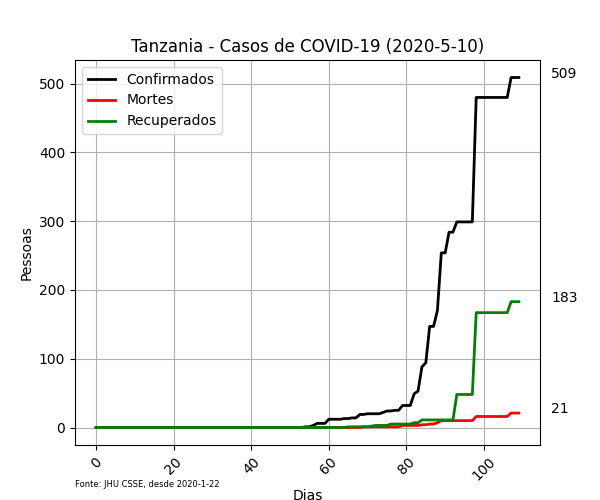 Tanzania - Casos de COVID-19 (2020-5-10)
Confirmados
Mortes
Recuperados
509
183
21
500
400
300
200
100
0
Pessoas
0
20
40
60
80
100
Fonte: JHU CSSE, desde 2020-1-22
Dias